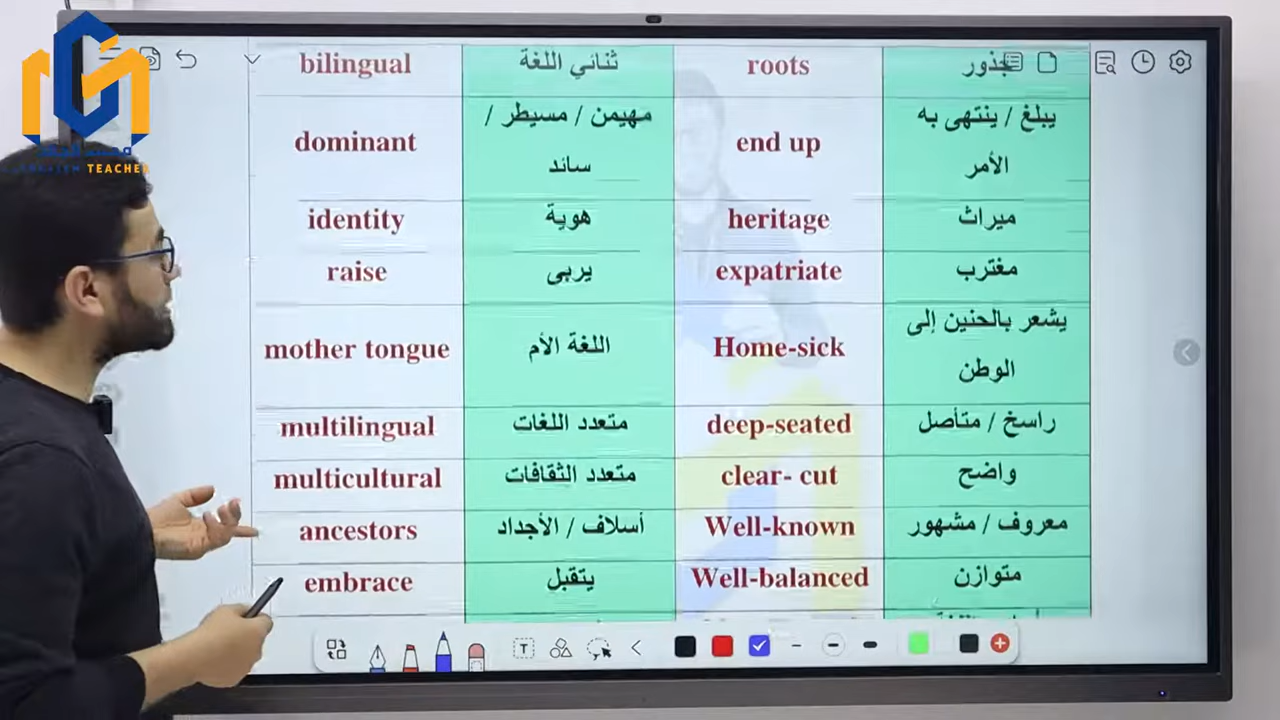 bilingual ثنائي اللغة roots جذور
dominant مهيمن / مسيطر / end up يبلغ / ينتهى به
سائد الأمر
identity هوية heritage ميراث
raise يربى expatriate مغترب
mother tongue اللغة الأم Home-sick يشعر بالحنين إلى
الوطن
multilingual متعدد اللغات deep-seated راسخ / متأصل
multicultural متعدد الثقافات clear- cut واضح
ancestors أسلاف / الأجداد Well-known معروف / مشهور
embrace يتقبل Well-balanced متوازن
TEACHER
T